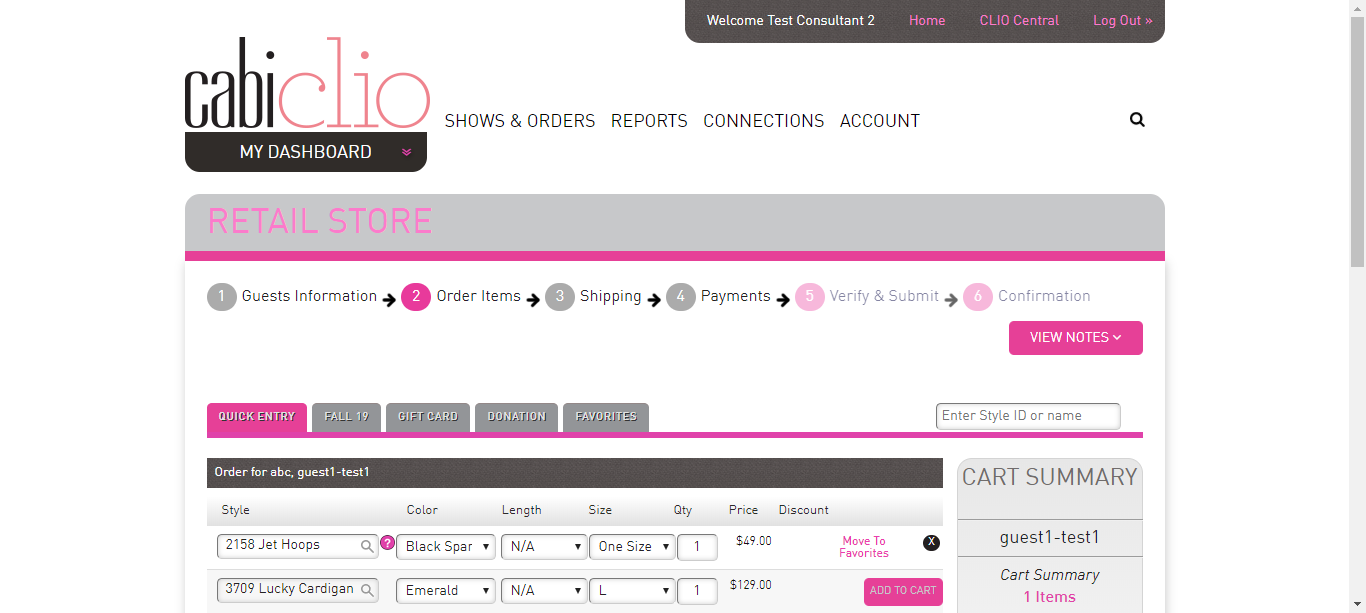 Welcome Test Consultant 2 Home CLIO Central Log Out »
cabi clio
SHOWS & ORDERS REPORTS CONNECTIONS ACCOUNT
MY DASHBOARD
RETAIL STORE
1 Guests Information 2 Order Items 3 Shipping 4 Payments 5 Verify & Submit 6 Confirmation
VIEW NOTES
QUICK ENTRY FALL 19 GIFT CARD DONATION FAVORITES Enter Style ID or name
Order for abc, guest1-test1
CART SUMMARY
Style Color Length Size Qty Price Discount
guest1-test1
2158 Jet Hoops ? Black Spar N/A One Size 1 $49.00 Move To Favorites X
Cart Summary
3709 Lucky Cardigan Emerald N/A L 1 $129.00 ADD TO CART
1 Items